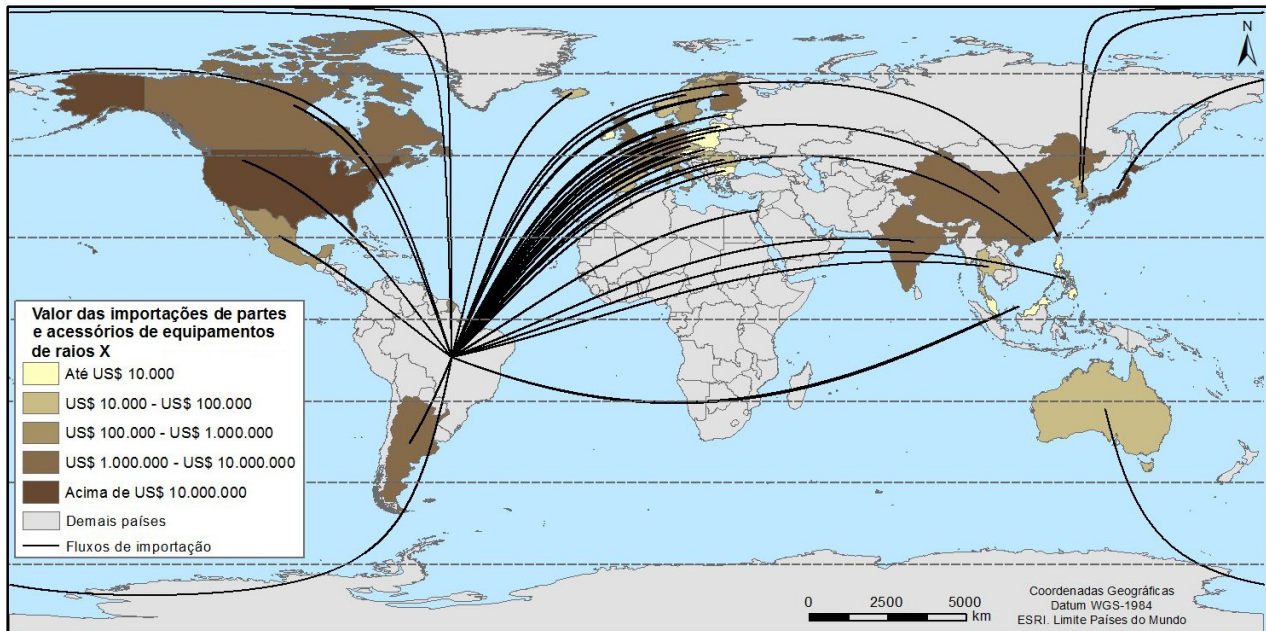 N
Valor das importações de partes
e acessórios de equipamentos
de raios X
Até US$ 10.000
US$ 10.000 - US$ 100.000
US$ 100.000 - US$ 1.000.000
US$ 1.000.000 - US$ 10.000.000
Acima de US$ 10.000.000
Demais países
Fluxos de importação
0 2500 5000
km
Coordenadas Geográficas
Datum WGS-1984
ESRI. Limite Países do Mundo